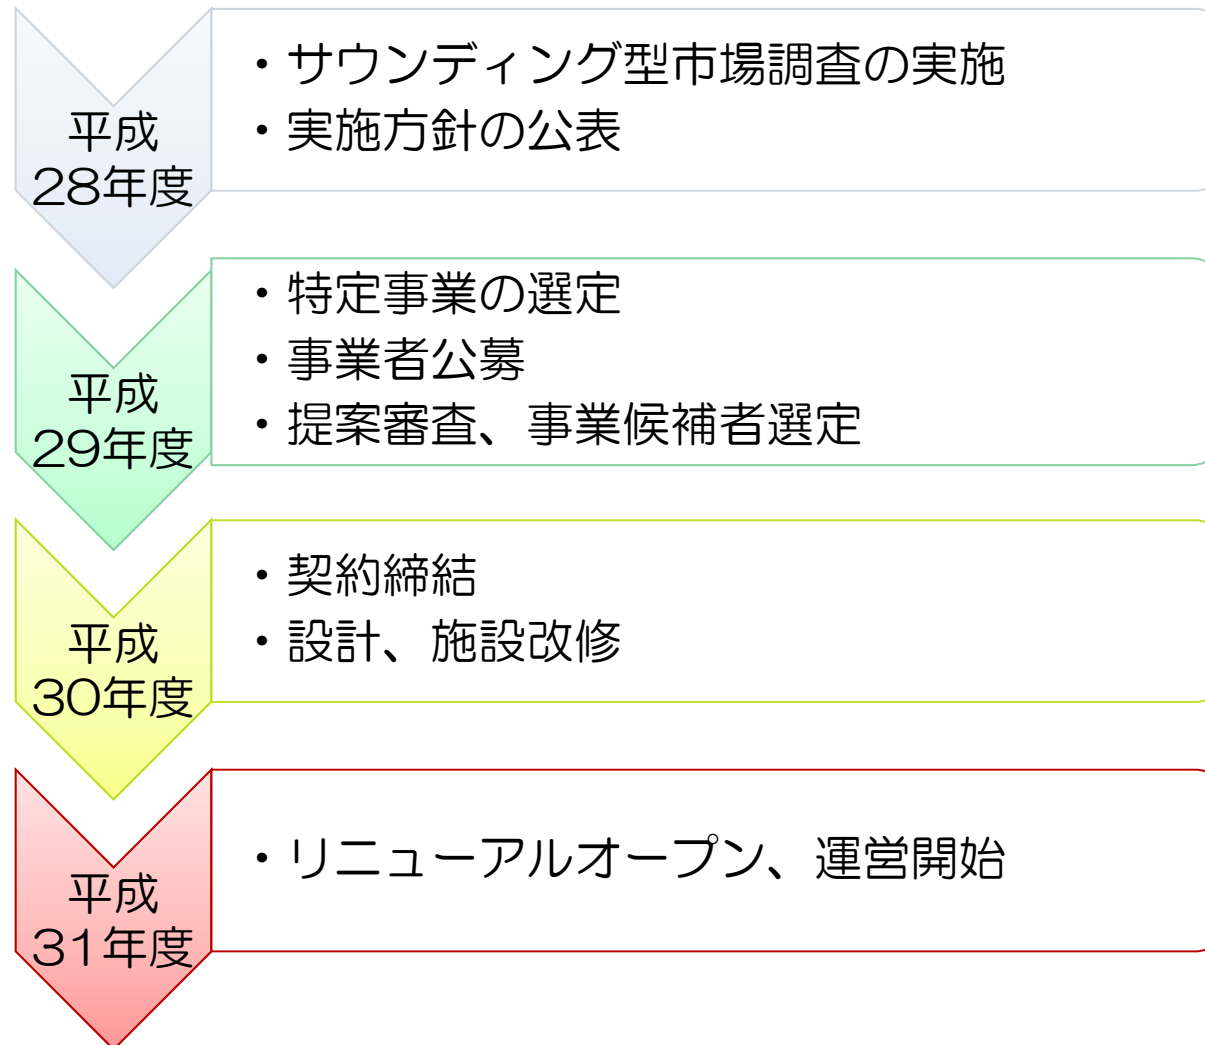 平成
28年度
・サウンディング型市場調査の実施
・実施方針の公表
平成
29年度
・特定事業の選定
・事業者公募
・提案審査、事業候補者選定
平成
30年度
・契約締結
・設計、施設改修
平成
31年度
・リニューアルオープン、運営開始